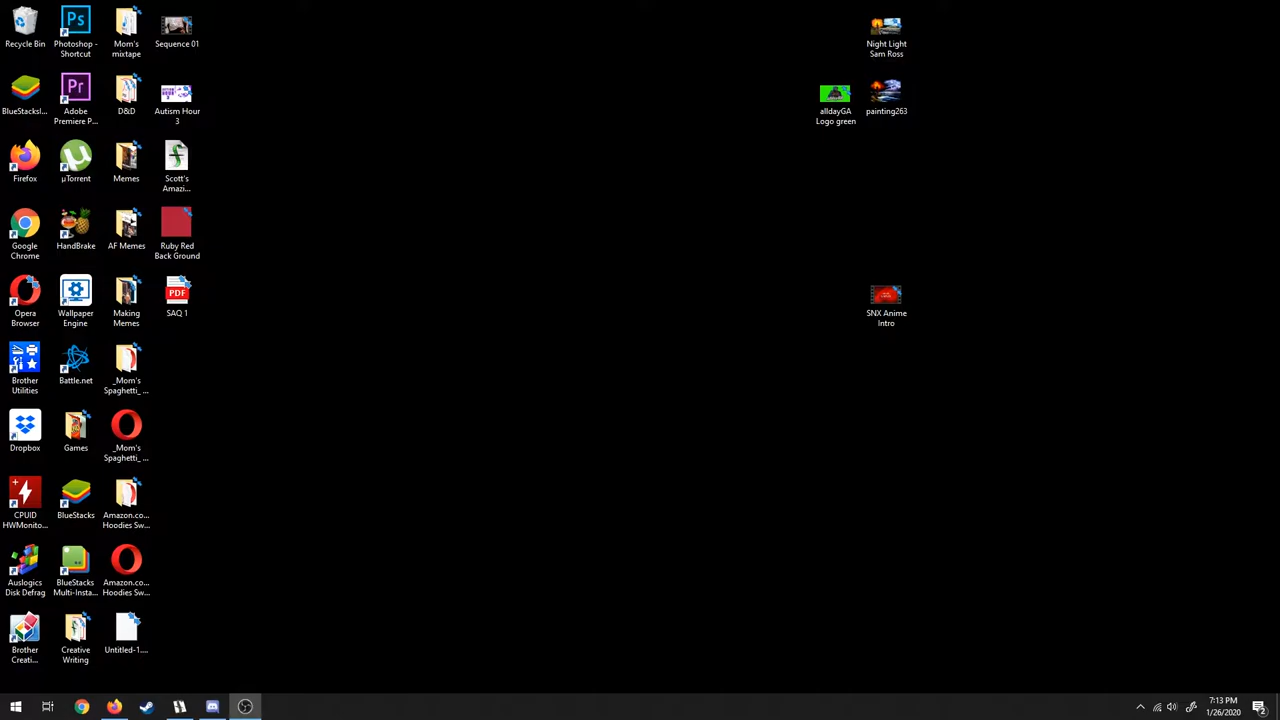 Recycle Bin
Photoshop -
Shortcut
Mom's
mixtape
Sequence 01
Night Light
Sam Ross
BlueStacksI...
Adobe
Premiere P...
D&D
Autism Hour
3
alldayGA
Logo green
painting263
Firefox
µTorrent
Memes
Scott's
Amazi...
Google
Chrome
HandBrake
AF Memes
Ruby Red
Back Ground
Opera
Browser
Wallpaper
Engine
Making
Memes
PDF
SAQ 1
SNX Anime
Intro
Brother
Utilities
Battle.net
_Mom's
Spaghetti_ ...
Dropbox
Games
_Mom's
Spaghetti_ ...
CPUID
HWMonito...
BlueStacks
Amazon.co...
Hoodies Sw...
Auslogics
Disk Defrag
BlueStacks
Multi-Insta...
Amazon.co...
Hoodies Sw...
Brother
Creati...
Creative
Writing
Untitled-1....
7:13 PM
1/26/2020
2